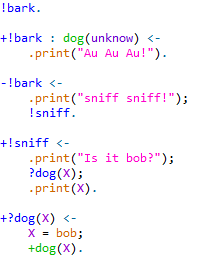 !bark.
+!bark : dog(unknow) <-
.print("Au Au Au!").
-!bark <-
.print("sniff sniff!");
!sniff.
+!sniff <-
.print("Is it bob?");
?dog(X);
.print(X).
+?dog(X) <-
X = bob;
+dog(X).